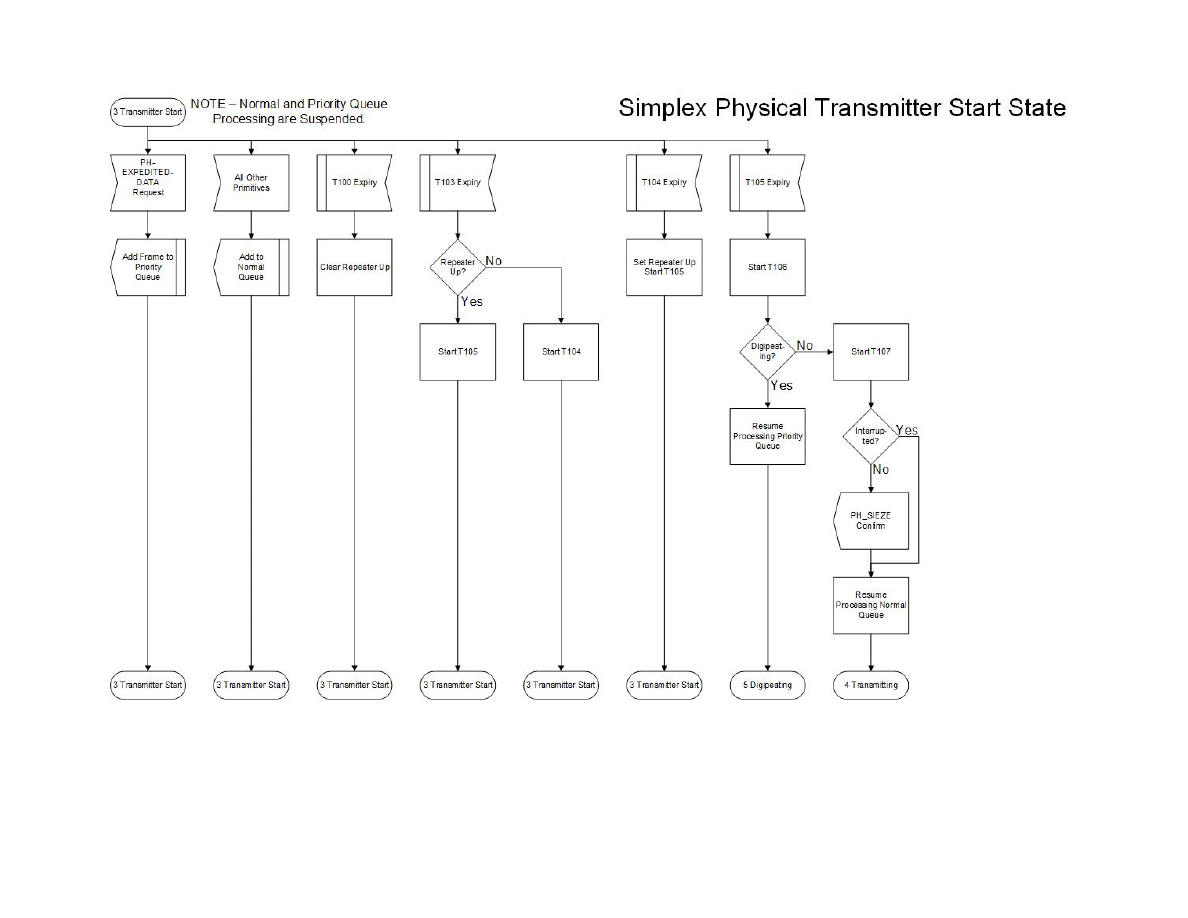 Simplex Physical Transmitter Start State
3 Transmitter Start
NOTE – Normal and Priority Queue
Processing are Suspended.
PH-
EXPEDITED-
DATA
Request
All Other
Primitives
T100 Expiry
T103 Expiry
T104 Expiry
T105 Expiry
Add Frame to
Priority
Queue
Add to
Normal
Queue
Clear Repeater Up
Repeater
Up?
No
Yes
Set Repeater Up
Start T105
Start T106
Start T105
Start T104
Digipeat-
ing?
No
Yes
Start T107
Resume
Processing Priority
Queue
Interrup-
ted?
Yes
No
PH_SIEZE
Confirm
Resume
Processing Normal
Queue
3 Transmitter Start
3 Transmitter Start
3 Transmitter Start
3 Transmitter Start
3 Transmitter Start
3 Transmitter Start
5 Digipeating
4 Transmitting